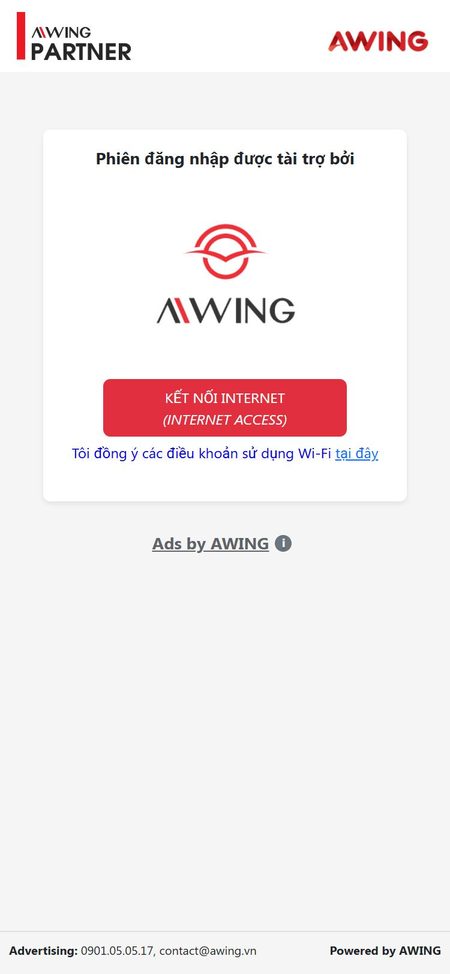 AWING
PARTNER
AWING
Phiên đăng nhập được tài trợ bởi
AWING
KẾT NỐI INTERNET
(INTERNET ACCESS)
Tôi đồng ý các điều khoản sử dụng Wi-Fi tại đây
Ads by AWING i
Advertising: 0901.05.05.17, contact@awing.vn
Powered by AWING